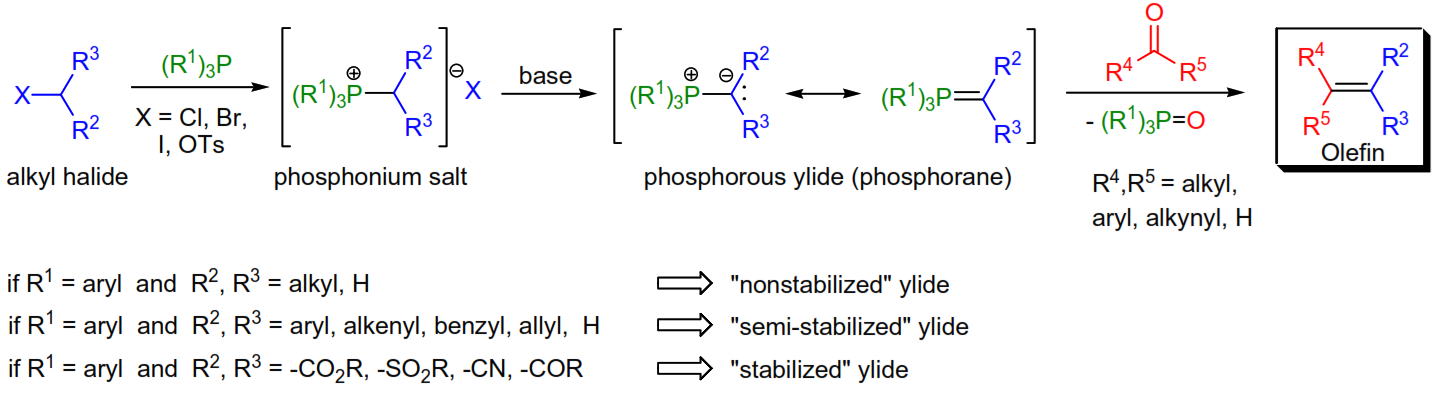 X
R³
R²
alkyl halide
(R¹)₃P
X = Cl, Br,
I, OTs
(R¹)₃P
⊕
R²
R³
⊖
X
phosphonium salt
base
(R¹)₃P
⊕
⊖
R²
R³
(R¹)₃P
R²
R³
phosphorous ylide (phosphorane)
O
R⁴
R⁵
- (R¹)₃P=O
R⁴,R⁵ = alkyl,
aryl, alkynyl, H
R⁴
R²
R⁵
R³
Olefin
if R¹ = aryl and R², R³ = alkyl, H "nonstabilized" ylide
if R¹ = aryl and R², R³ = aryl, alkenyl, benzyl, allyl, H "semi-stabilized" ylide
if R¹ = aryl and R², R³ = -CO₂R, -SO₂R, -CN, -COR "stabilized" ylide